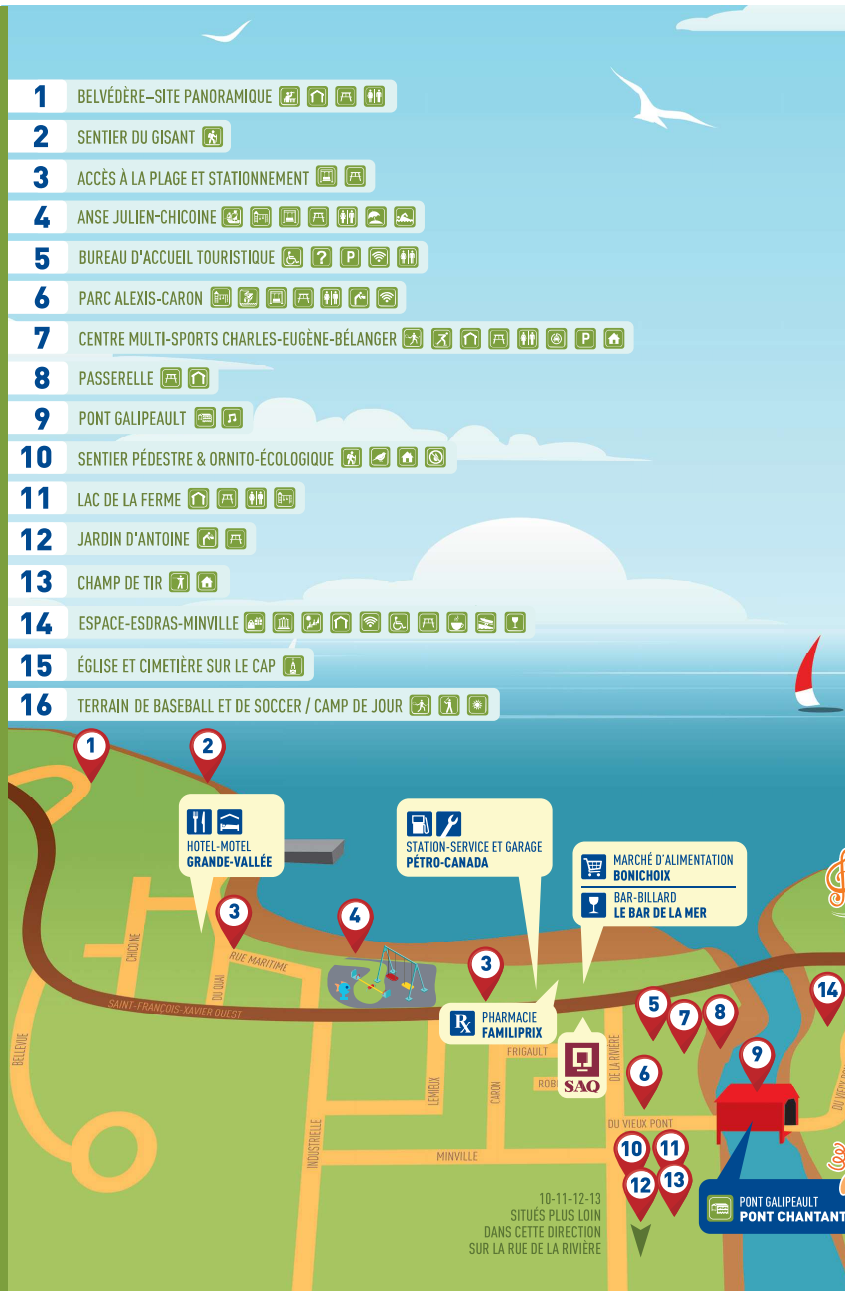 1 BELVÉDÈRE–SITE PANORAMIQUE
2 SENTIER DU GISANT
3 ACCÈS À LA PLAGE ET STATIONNEMENT
4 ANSE JULIEN-CHICOINE
5 BUREAU D'ACCUEIL TOURISTIQUE ? P
6 PARC ALEXIS-CARON
7 CENTRE MULTI-SPORTS CHARLES-EUGÈNE-BÉLANGER P
8 PASSERELLE
9 PONT GALIPEAULT
10 SENTIER PÉDESTRE & ORNITO-ÉCOLOGIQUE
11 LAC DE LA FERME
12 JARDIN D'ANTOINE
13 CHAMP DE TIR
14 ESPACE-ESDRAS-MINVILLE
15 ÉGLISE ET CIMETIÈRE SUR LE CAP
16 TERRAIN DE BASEBALL ET DE SOCCER / CAMP DE JOUR
1
2
HOTEL-MOTEL
GRANDE-VALLÉE
STATION-SERVICE ET GARAGE
PÉTRO-CANADA
MARCHÉ D'ALIMENTATION
BONICHOIX
BAR-BILLARD
LE BAR DE LA MER
3
4
3
CHICOINE
DU QUAI
RUE MARITIME
SAINT-FRANÇOIS-XAVIER OUEST
BELLEVUE
Rx PHARMACIE
FAMILIPRIX
5
7
8
14
FRIGAULT
SAQ
DE LA RIVIÈRE
9
6
LEMIEUX
CARON
INDUSTRIELLE
DU VIEUX PONT
MINVILLE
10
11
12
13
10-11-12-13
SITUÉS PLUS LOIN
DANS CETTE DIRECTION
SUR LA RUE DE LA RIVIÈRE
PONT GALIPEAULT
PONT CHANTANT